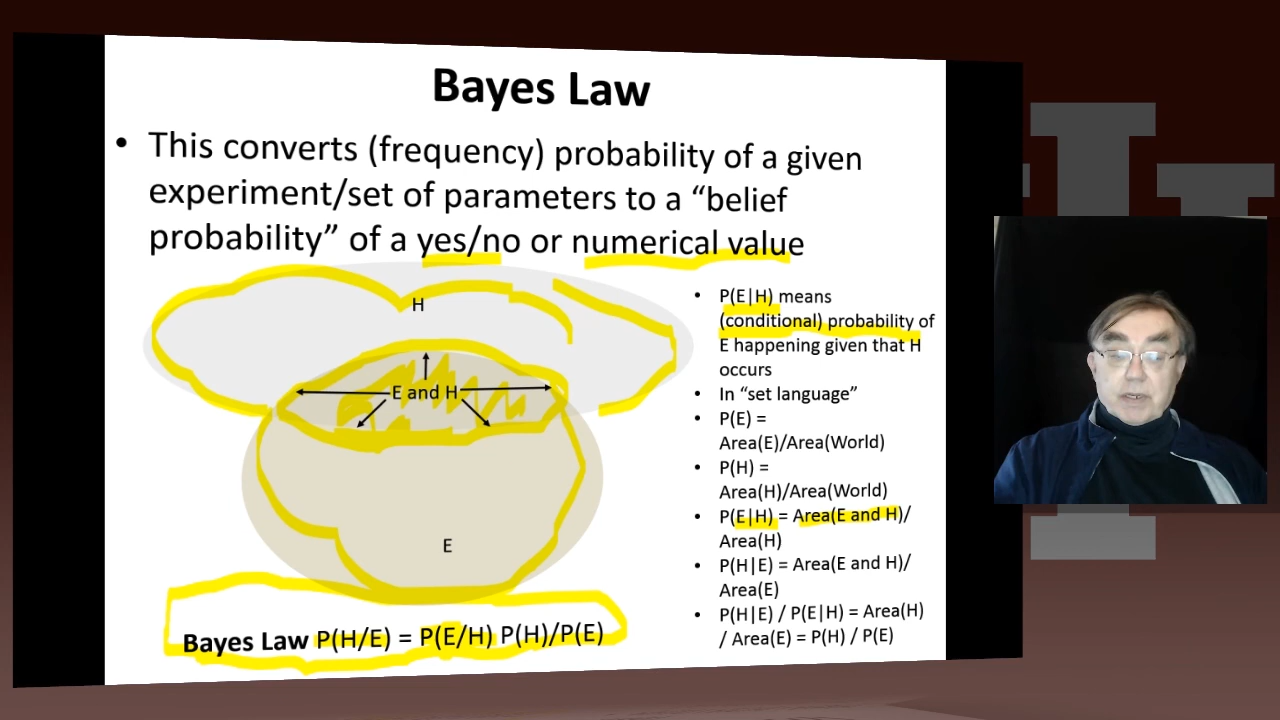 Bayes Law
• This converts (frequency) probability of a given
experiment/set of parameters to a “belief
probability” of a yes/no or numerical value
H
E and H
E
Bayes Law P(H/E) = P(E/H) P(H)/P(E)
• P(E|H) means
(conditional) probability of
E happening given that H
occurs
• In “set language”
• P(E) =
Area(E)/Area(World)
• P(H) =
Area(H)/Area(World)
• P(E|H) = Area(E and H)/
Area(H)
• P(H|E) = Area(E and H)/
Area(E)
• P(H|E) / P(E|H) = Area(H)
/ Area(E) = P(H) / P(E)